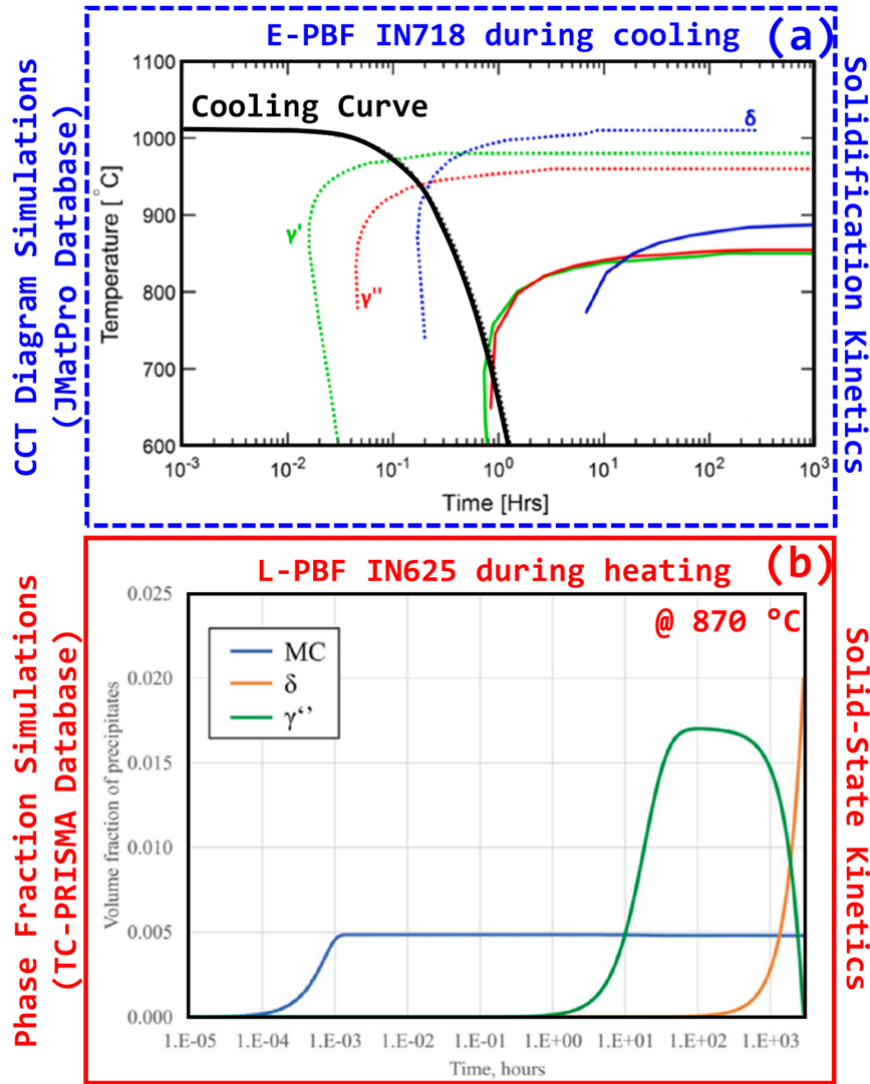 E-PBF IN718 during cooling
(a)
CCT Diagram Simulations
(JMatPro Database)
Solidification Kinetics
Temperature [°C]
1100
1000
900
800
700
600
Cooling Curve
δ
γ'
γ"
10⁻³ 10⁻² 10⁻¹ 10⁰ 10¹ 10² 10³
Time [Hrs]
L-PBF IN625 during heating
(b)
@ 870 °C
Phase Fraction Simulations
(TC-PRISMA Database)
Solid-State Kinetics
Volume fraction of precipitates
0.025
0.020
0.015
0.010
0.005
0.000
MC
δ
γ‘’
1.E-05 1.E-04 1.E-03 1.E-02 1.E-01 1.E+00 1.E+01 1.E+02 1.E+03
Time, hours